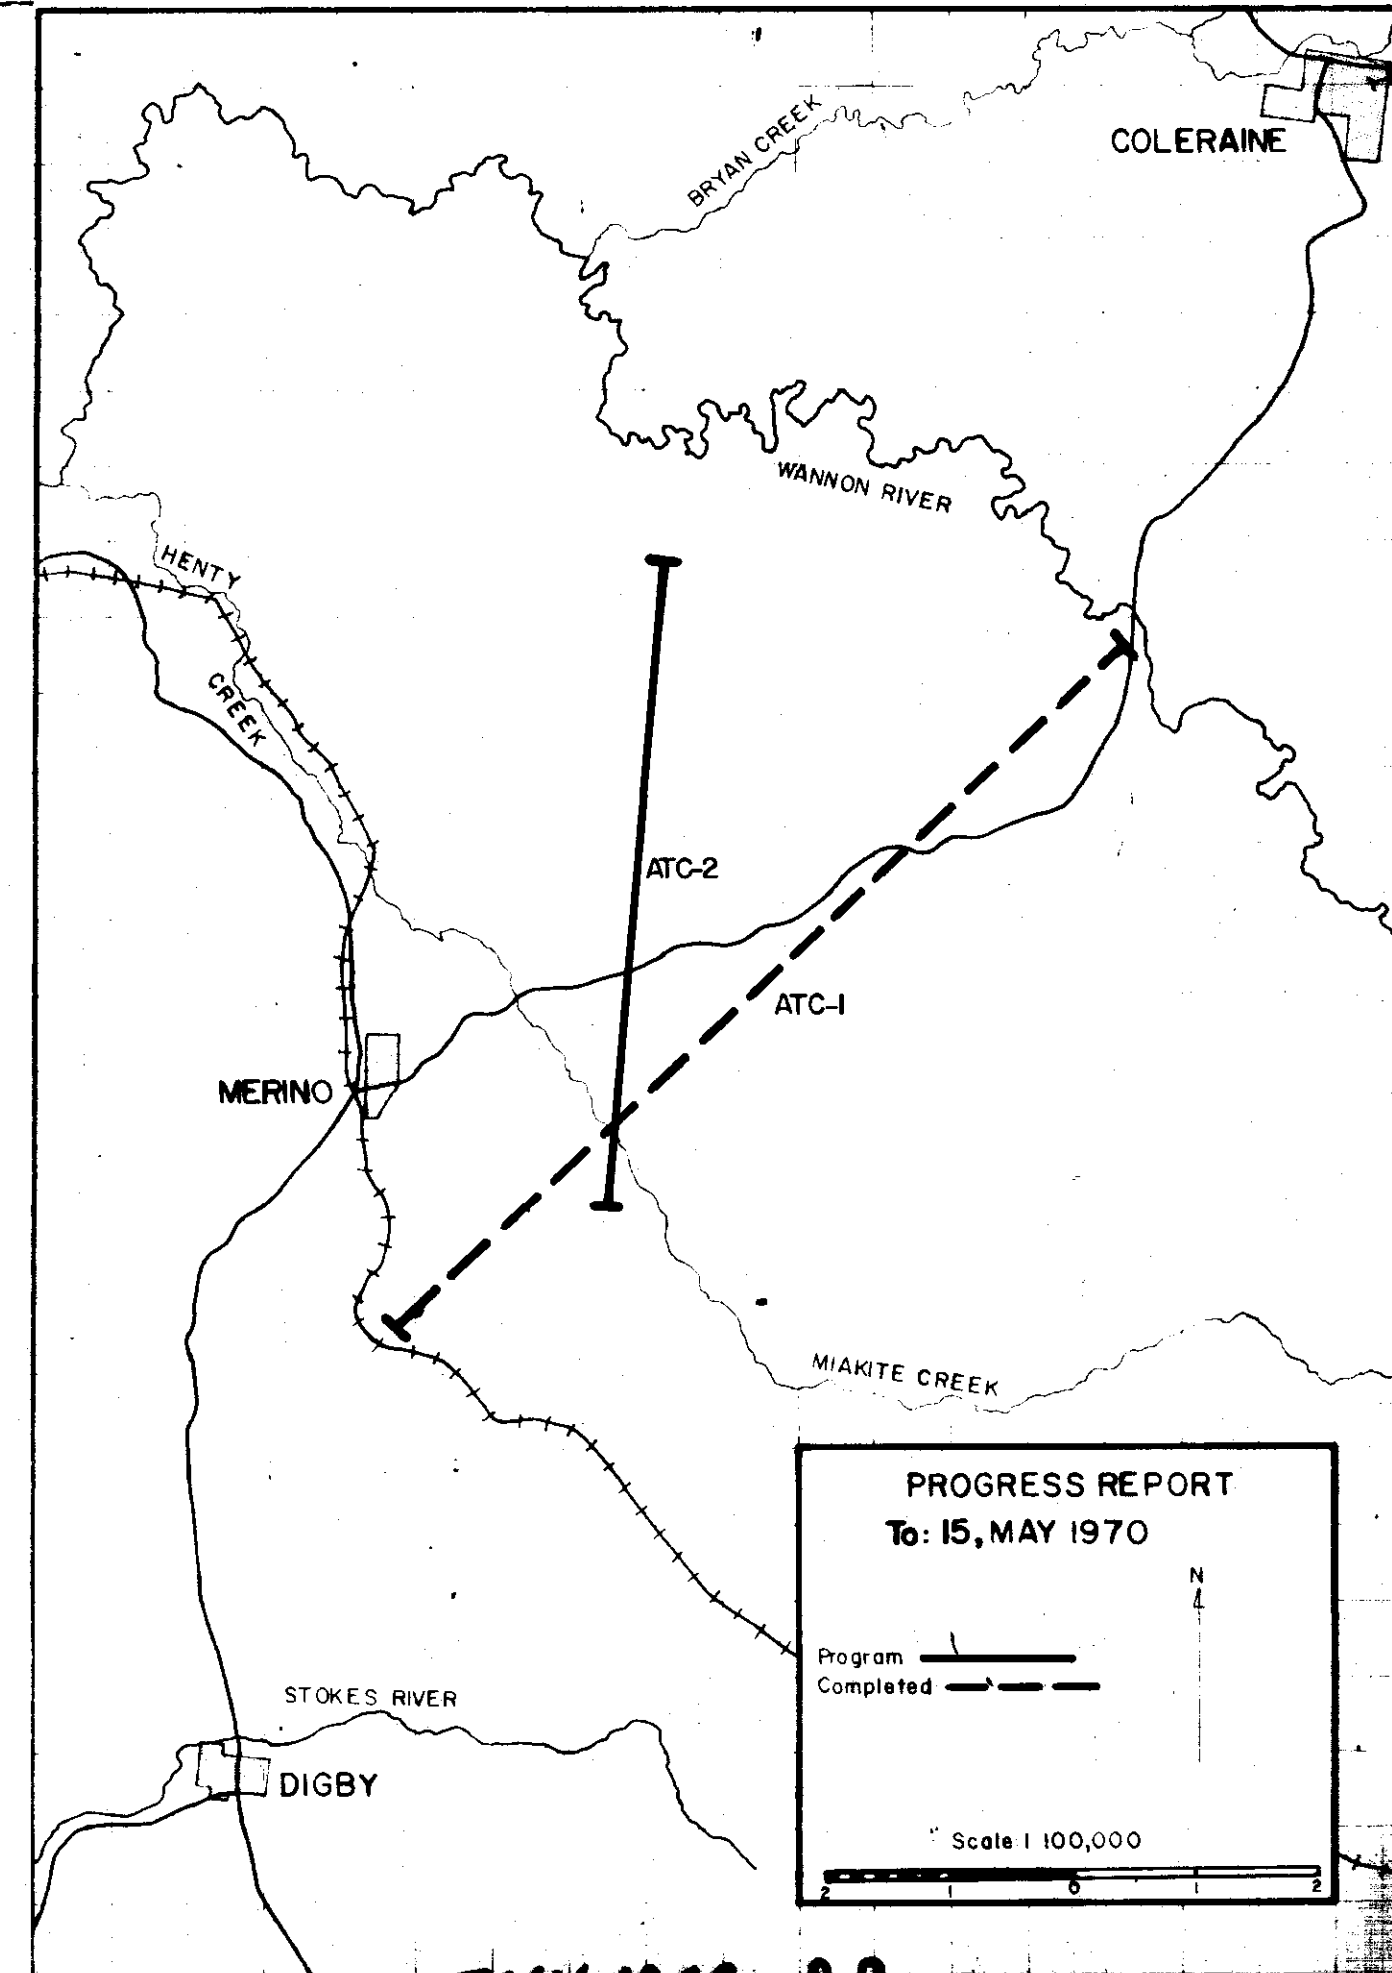 BRYAN CREEK
COLERAINE
WANNON RIVER
HENTY
CREEK
ATC-2
ATC-1
MERINO
MIAKITE CREEK
PROGRESS REPORT
To: 15, MAY 1970
N
Program
Completed
STOKES RIVER
DIGBY
Scale 1 100,000
2 1 0 1 2